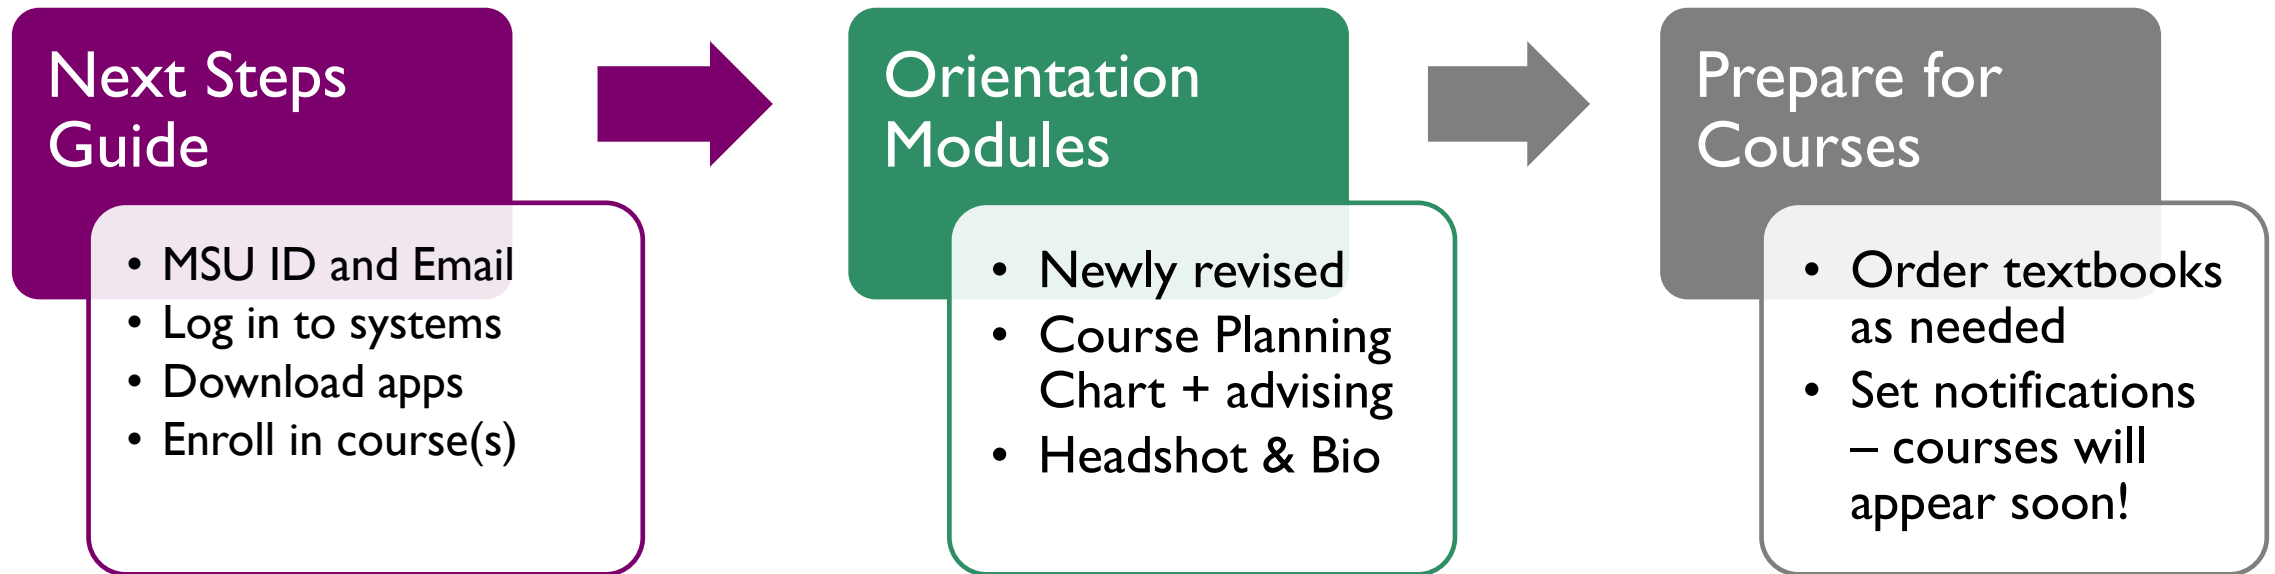 Next Steps
Guide
• MSU ID and Email
• Log in to systems
• Download apps
• Enroll in course(s)
Orientation
Modules
• Newly revised
• Course Planning
Chart + advising
• Headshot & Bio
Prepare for
Courses
• Order textbooks
as needed
• Set notifications
– courses will
appear soon!